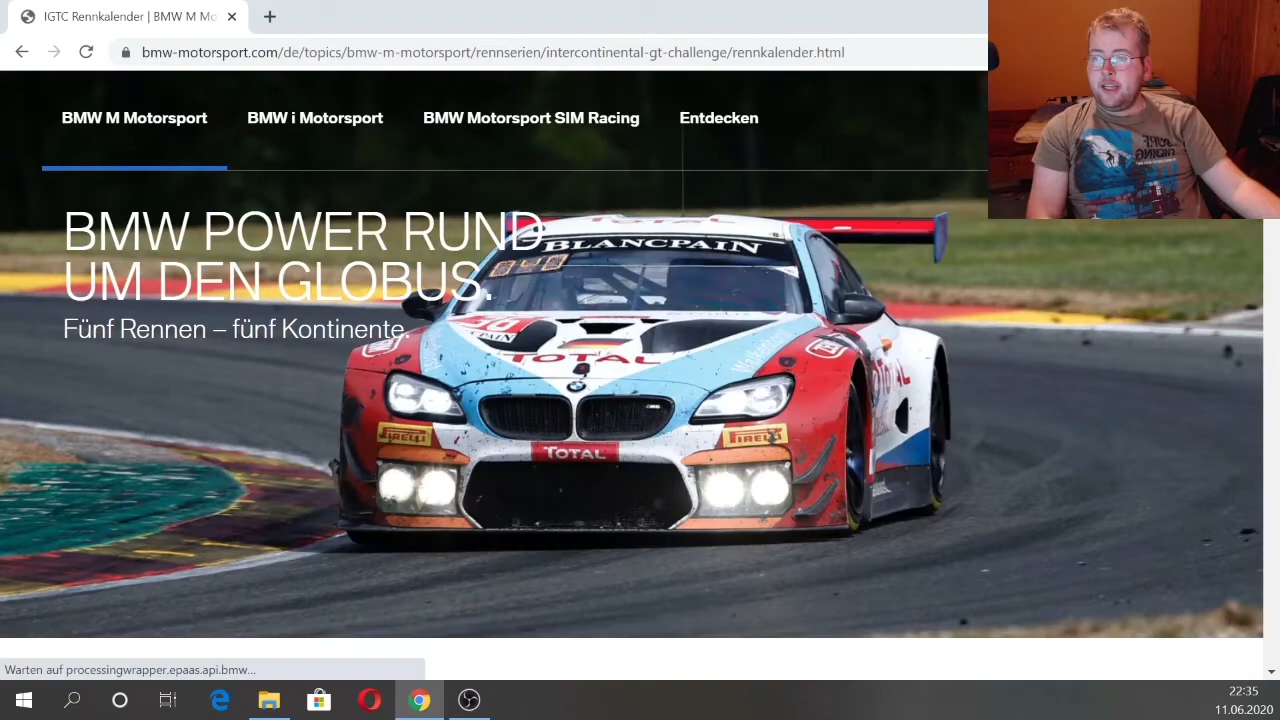 IGTC Rennkalender | BMW M Mo
bmw-motorsport.com/de/topics/bmw-m-motorsport/rennserien/intercontinental-gt-challenge/rennkalender.html
BMW M Motorsport
BMW i Motorsport
BMW Motorsport SIM Racing
Entdecken
BMW POWER RUND
UM DEN GLOBUS.
Fünf Rennen – fünf Kontinente.
TOTAL
BLANCPAIN
TOTAL
PIRELLI
PIRELLI
TOTAL
Warten auf processingwrapper.epaas.api.bmw...
22:35
11.06.2020